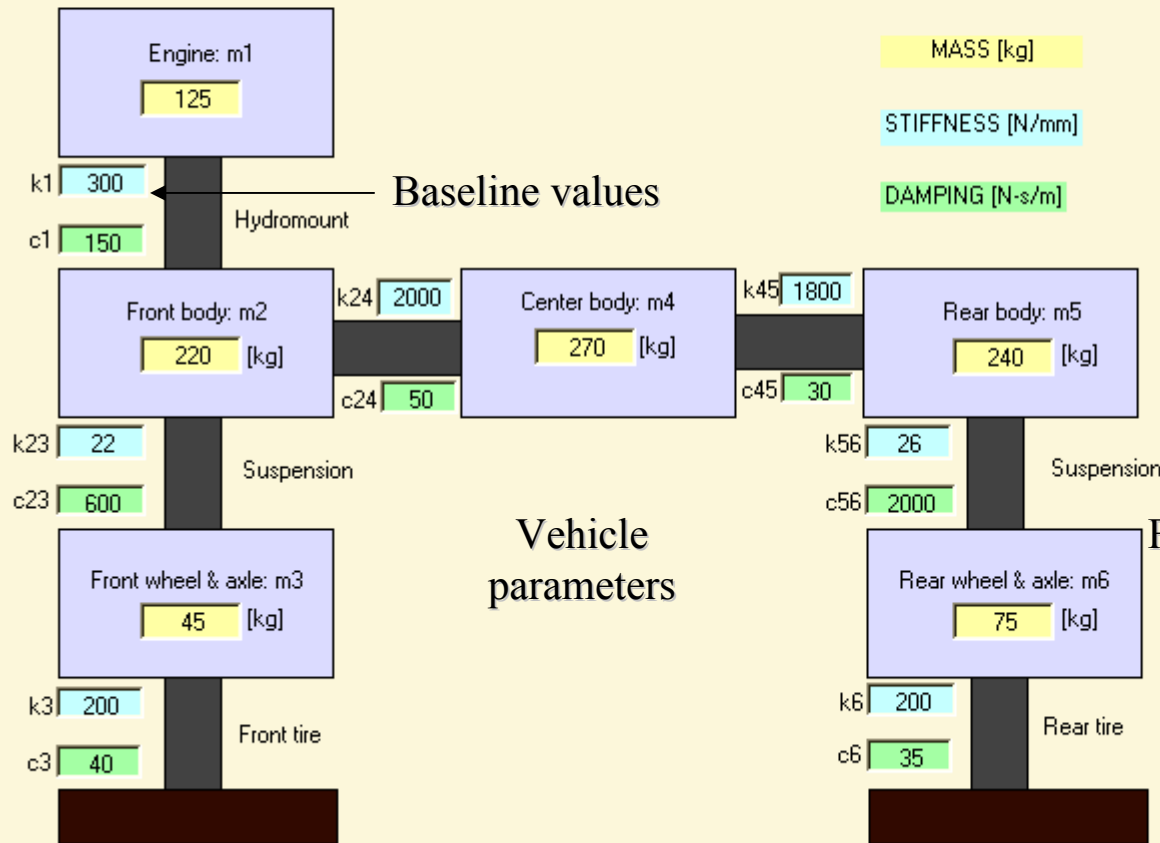 Engine: m1
125
MASS [kg]
STIFFNESS [N/mm]
DAMPING [N-s/m]
k1 300
Baseline values
Hydromount
c1 150
Front body: m2
220 [kg]
k24 2000
c24 50
Center body: m4
270 [kg]
k45 1800
c45 30
Rear body: m5
240 [kg]
k23 22
Suspension
c23 600
k56 26
Suspension
c56 2000
Vehicle
parameters
Front wheel & axle: m3
45 [kg]
Rear wheel & axle: m6
75 [kg]
k3 200
Front tire
c3 40
k6 200
Rear tire
c6 35